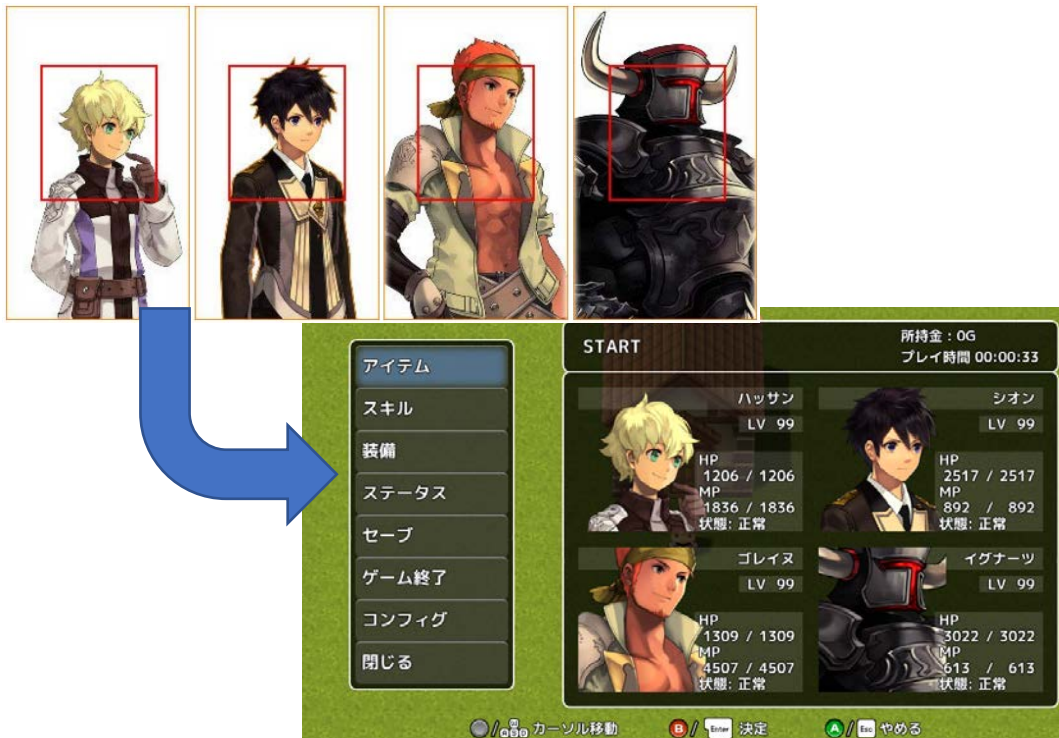 START
所持金：0G
プレイ時間 00:00:33
アイテム
スキル
装備
ステータス
セーブ
ゲーム終了
コンフィグ
閉じる
ハッサン
LV 99
HP
1206 / 1206
MP
1836 / 1836
状態: 正常
シオン
LV 99
HP
2517 / 2517
MP
892 / 892
状態: 正常
ゴレイヌ
LV 99
HP
1309 / 1309
MP
4507 / 4507
状態: 正常
イグナーツ
LV 99
HP
3022 / 3022
MP
613 / 613
状態: 正常
/ W A S D カーソル移動 B / Enter 決定 A / Esc やめる